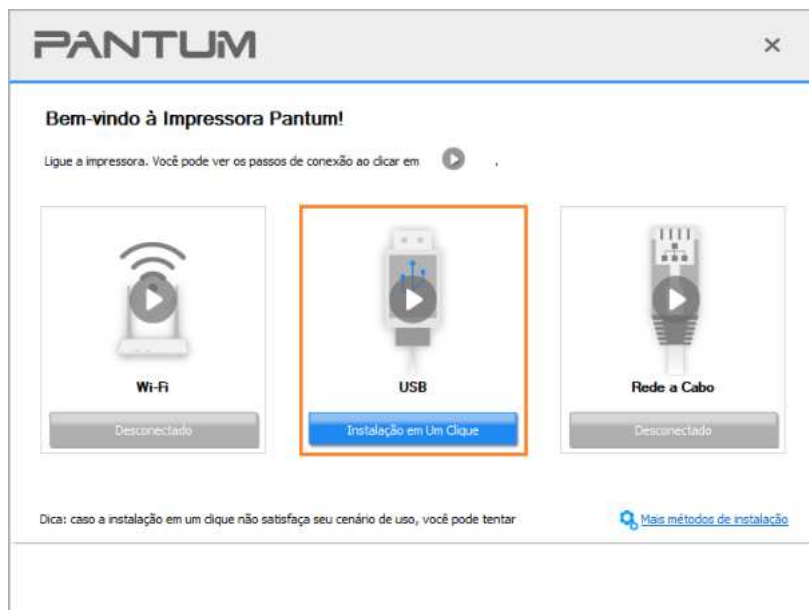 PANTUM
Bem-vindo à Impressora Pantum!
Ligue a impressora. Você pode ver os passos de conexão ao clicar em .
Wi-Fi
USB
Rede a Cabo
Desconectado
Instalação em Um Clique
Desconectado
Dica: caso a instalação em um clique não satisfaça seu cenário de uso, você pode tentar
Mais métodos de instalação